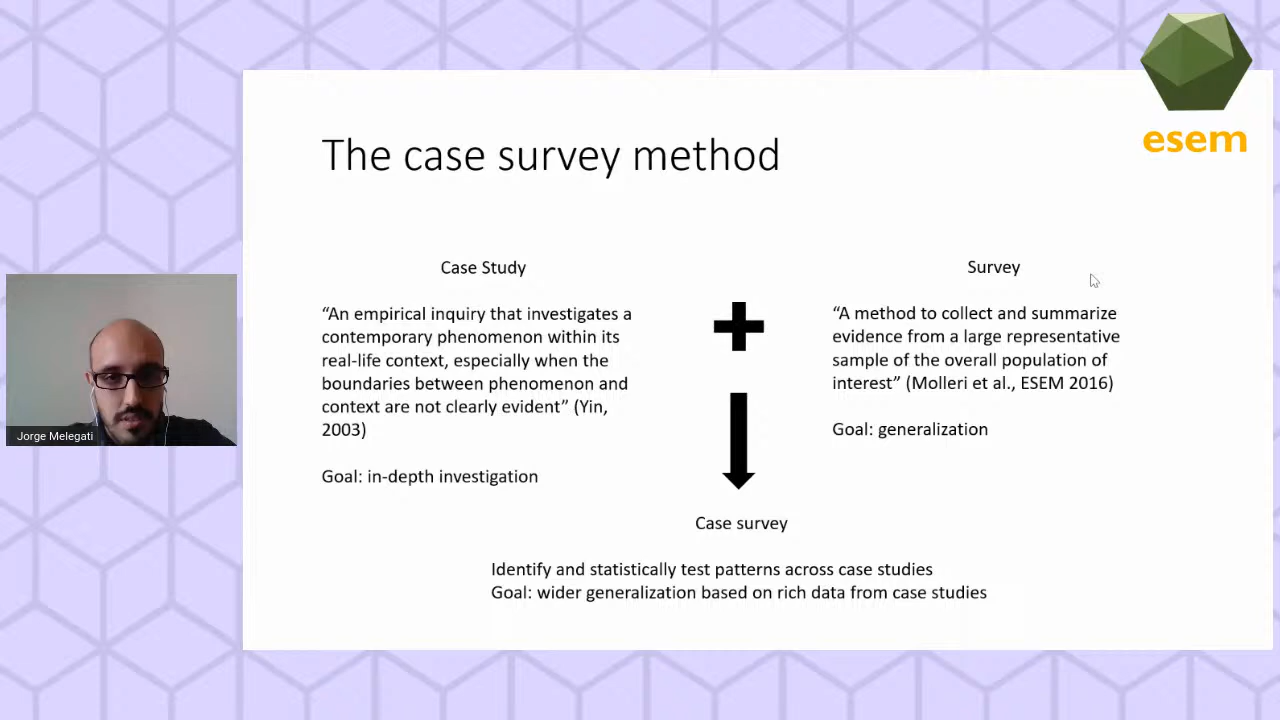 esem
The case survey method
Case Study
“An empirical inquiry that investigates a
contemporary phenomenon within its
real-life context, especially when the
boundaries between phenomenon and
context are not clearly evident” (Yin,
2003)
Goal: in-depth investigation
Survey
“A method to collect and summarize
evidence from a large representative
sample of the overall population of
interest” (Molleri et al., ESEM 2016)
Goal: generalization
Case survey
Identify and statistically test patterns across case studies
Goal: wider generalization based on rich data from case studies
Jorge Melegati